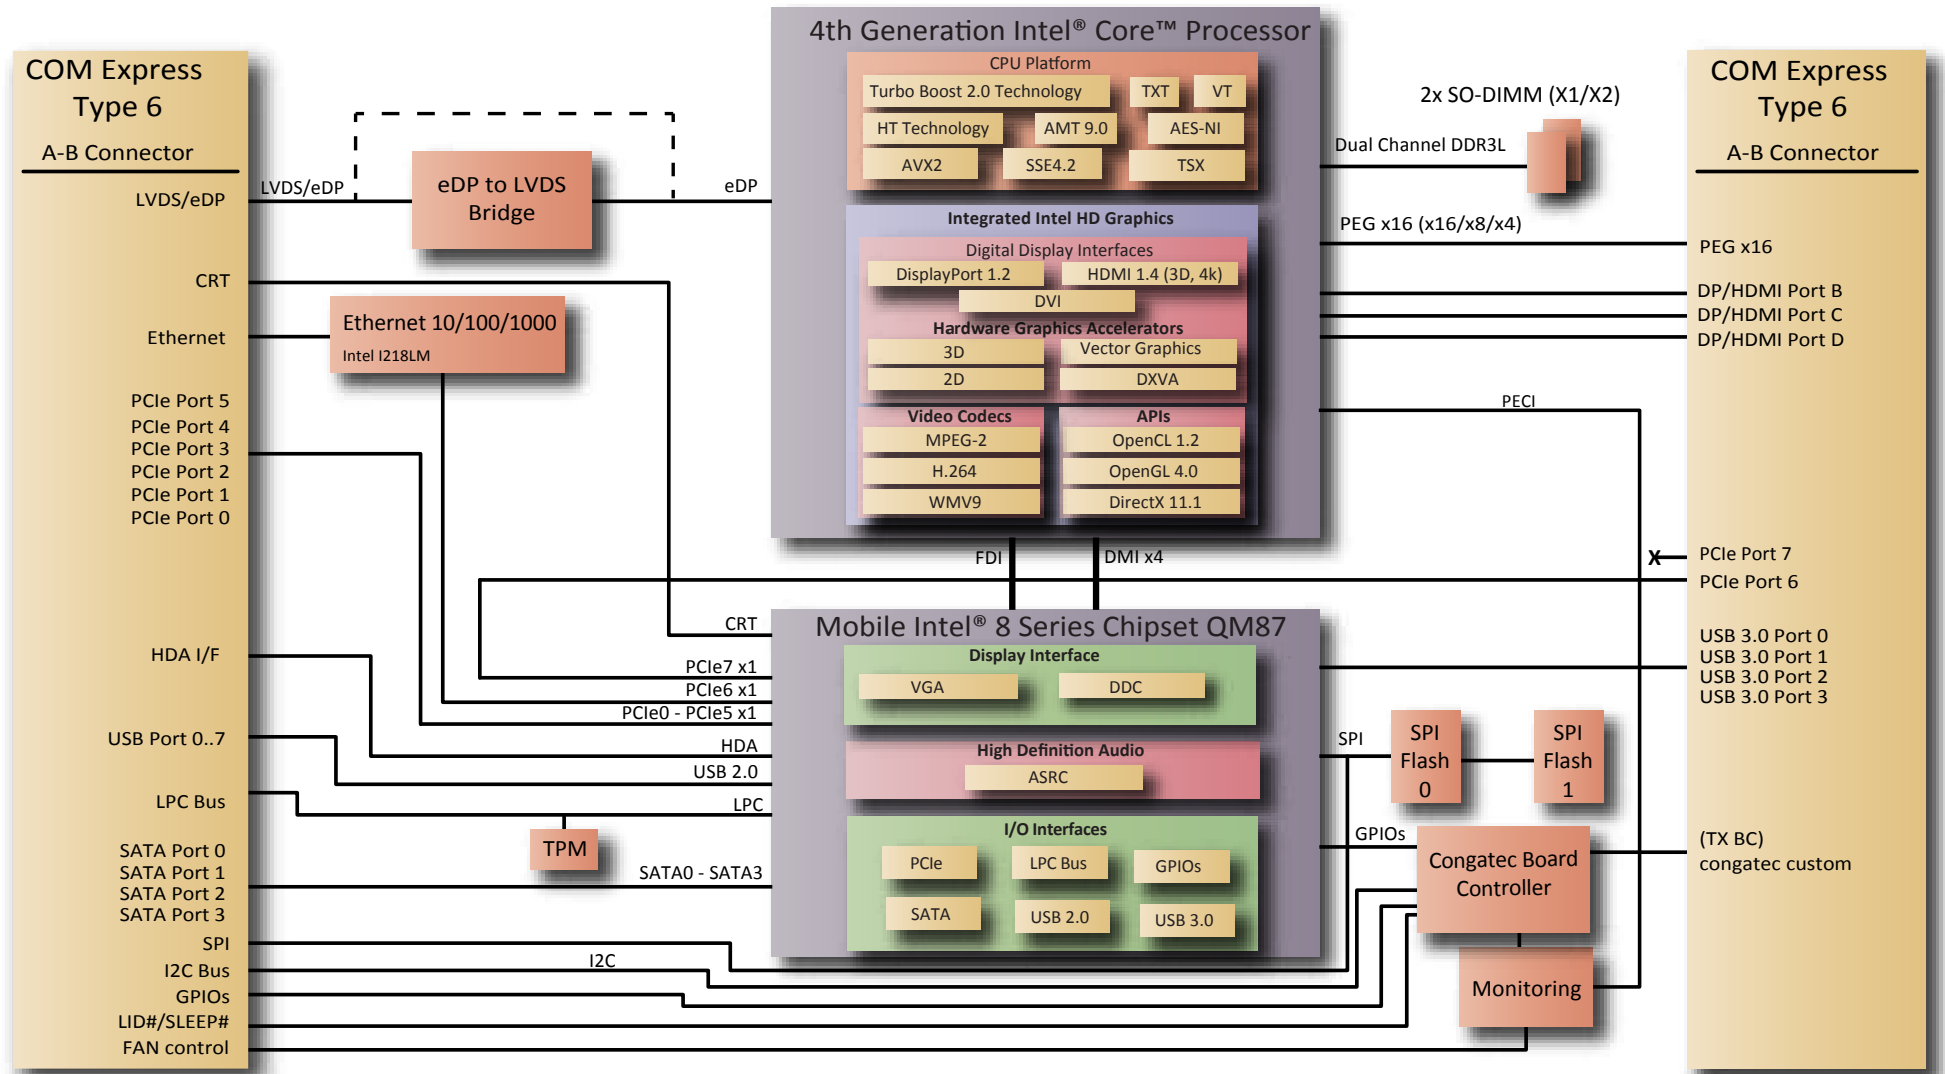 COM Express
Type 6
A-B Connector
LVDS/eDP
CRT
Ethernet
PCIe Port 5
PCIe Port 4
PCIe Port 3
PCIe Port 2
PCIe Port 1
PCIe Port 0
HDA I/F
USB Port 0..7
LPC Bus
SATA Port 0
SATA Port 1
SATA Port 2
SATA Port 3
SPI
I2C Bus
GPIOs
LID#/SLEEP#
FAN control
LVDS/eDP
eDP to LVDS
Bridge
eDP
Ethernet 10/100/1000
Intel I218LM
CRT
PCIe7 x1
PCIe6 x1
PCIe0 - PCIe5 x1
HDA
USB 2.0
LPC
TPM
SATA0 - SATA3
I2C
4th Generation Intel® Core™ Processor
CPU Platform
Turbo Boost 2.0 Technology
TXT
VT
HT Technology
AMT 9.0
AES-NI
AVX2
SSE4.2
TSX
Integrated Intel HD Graphics
Digital Display Interfaces
DisplayPort 1.2
HDMI 1.4 (3D, 4k)
DVI
Hardware Graphics Accelerators
3D
Vector Graphics
2D
DXVA
Video Codecs
MPEG-2
H.264
WMV9
APIs
OpenCL 1.2
OpenGL 4.0
DirectX 11.1
FDI
DMI x4
Mobile Intel® 8 Series Chipset QM87
Display Interface
VGA
DDC
High Definition Audio
ASRC
I/O Interfaces
PCIe
LPC Bus
GPIOs
SATA
USB 2.0
USB 3.0
2x SO-DIMM (X1/X2)
Dual Channel DDR3L
PEG x16 (x16/x8/x4)
PECI
X
SPI
SPI
Flash
0
SPI
Flash
1
GPIOs
Congatec Board
Controller
Monitoring
COM Express
Type 6
A-B Connector
PEG x16
DP/HDMI Port B
DP/HDMI Port C
DP/HDMI Port D
PCIe Port 7
PCIe Port 6
USB 3.0 Port 0
USB 3.0 Port 1
USB 3.0 Port 2
USB 3.0 Port 3
(TX BC)
congatec custom